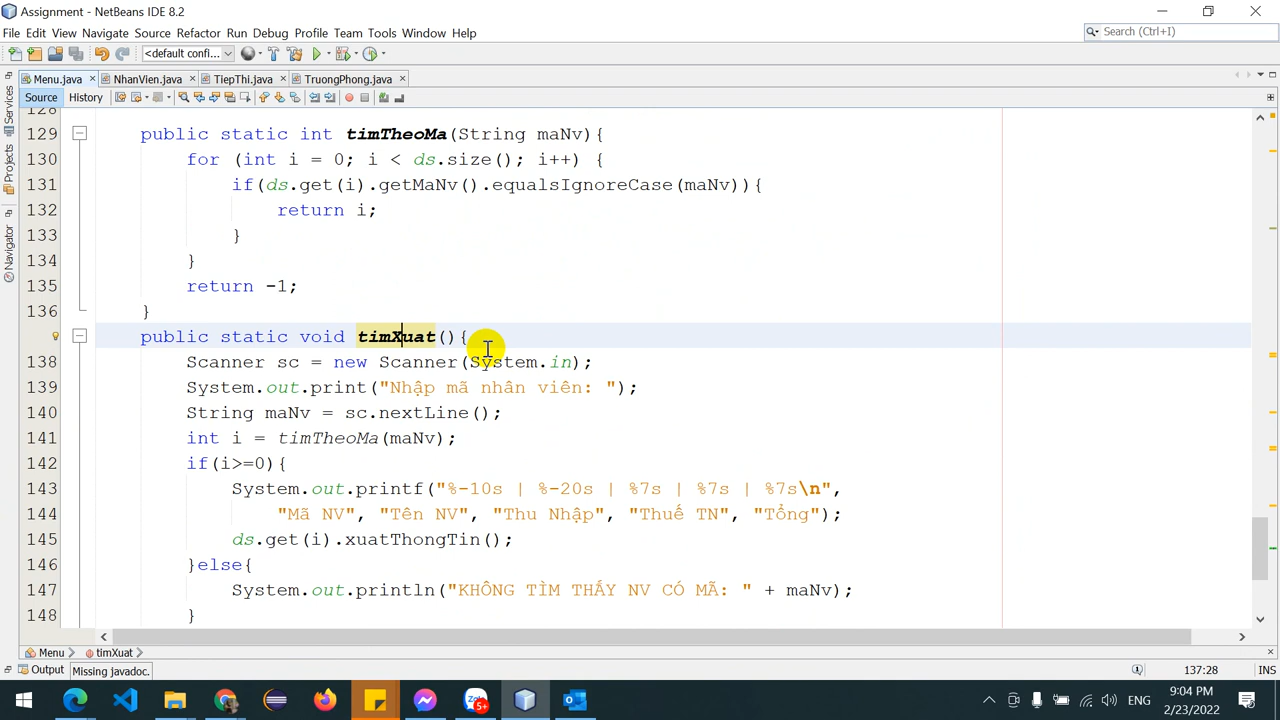 Assignment - NetBeans IDE 8.2
File Edit View Navigate Source Refactor Run Debug Profile Team Tools Window Help
Search (Ctrl+I)
<default confi...
Menu.java NhanVien.java TiepThi.java TruongPhong.java
Source History
Services
Projects
Navigator
128
129 public static int timTheoMa(String maNv){
130 for (int i = 0; i < ds.size(); i++) {
131 if(ds.get(i).getMaNv().equalsIgnoreCase(maNv)){
132 return i;
133 }
134 }
135 return -1;
136 }
public static void timXuat(){
138 Scanner sc = new Scanner(System.in);
139 System.out.print("Nhập mã nhân viên: ");
140 String maNv = sc.nextLine();
141 int i = timTheoMa(maNv);
142 if(i>=0){
143 System.out.printf("%-10s | %-20s | %7s | %7s | %7s\n",
144 "Mã NV", "Tên NV", "Thu Nhập", "Thuế TN", "Tổng");
145 ds.get(i).xuatThongTin();
146 }else{
147 System.out.println("KHÔNG TÌM THẤY NV CÓ MÃ: " + maNv);
148 }
Menu timXuat
Output Missing javadoc. 137:28 INS
5+
ENG
9:04 PM
2/23/2022